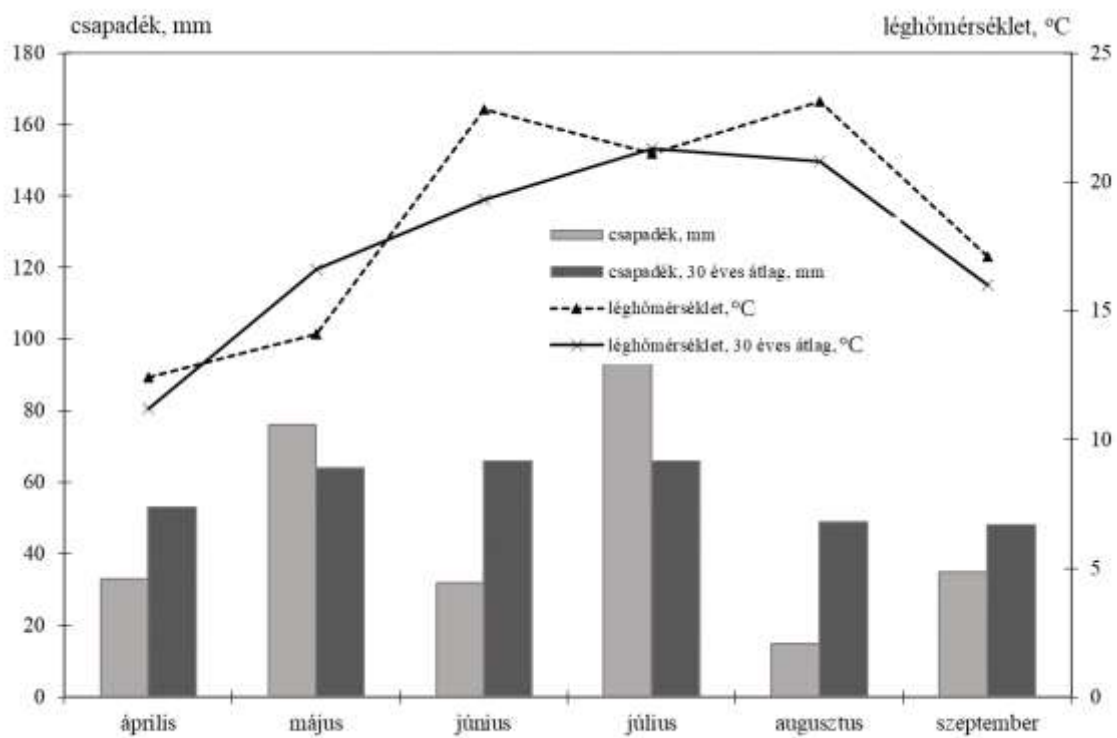 csapadék, mm
léghőmérséklet, °C
180
160
140
120
100
80
60
40
20
0
25
20
15
10
5
0
csapadék, mm
csapadék, 30 éves átlag, mm
léghőmérséklet, °C
léghőmérséklet, 30 éves átlag, °C
április
május
június
július
augusztus
szeptember